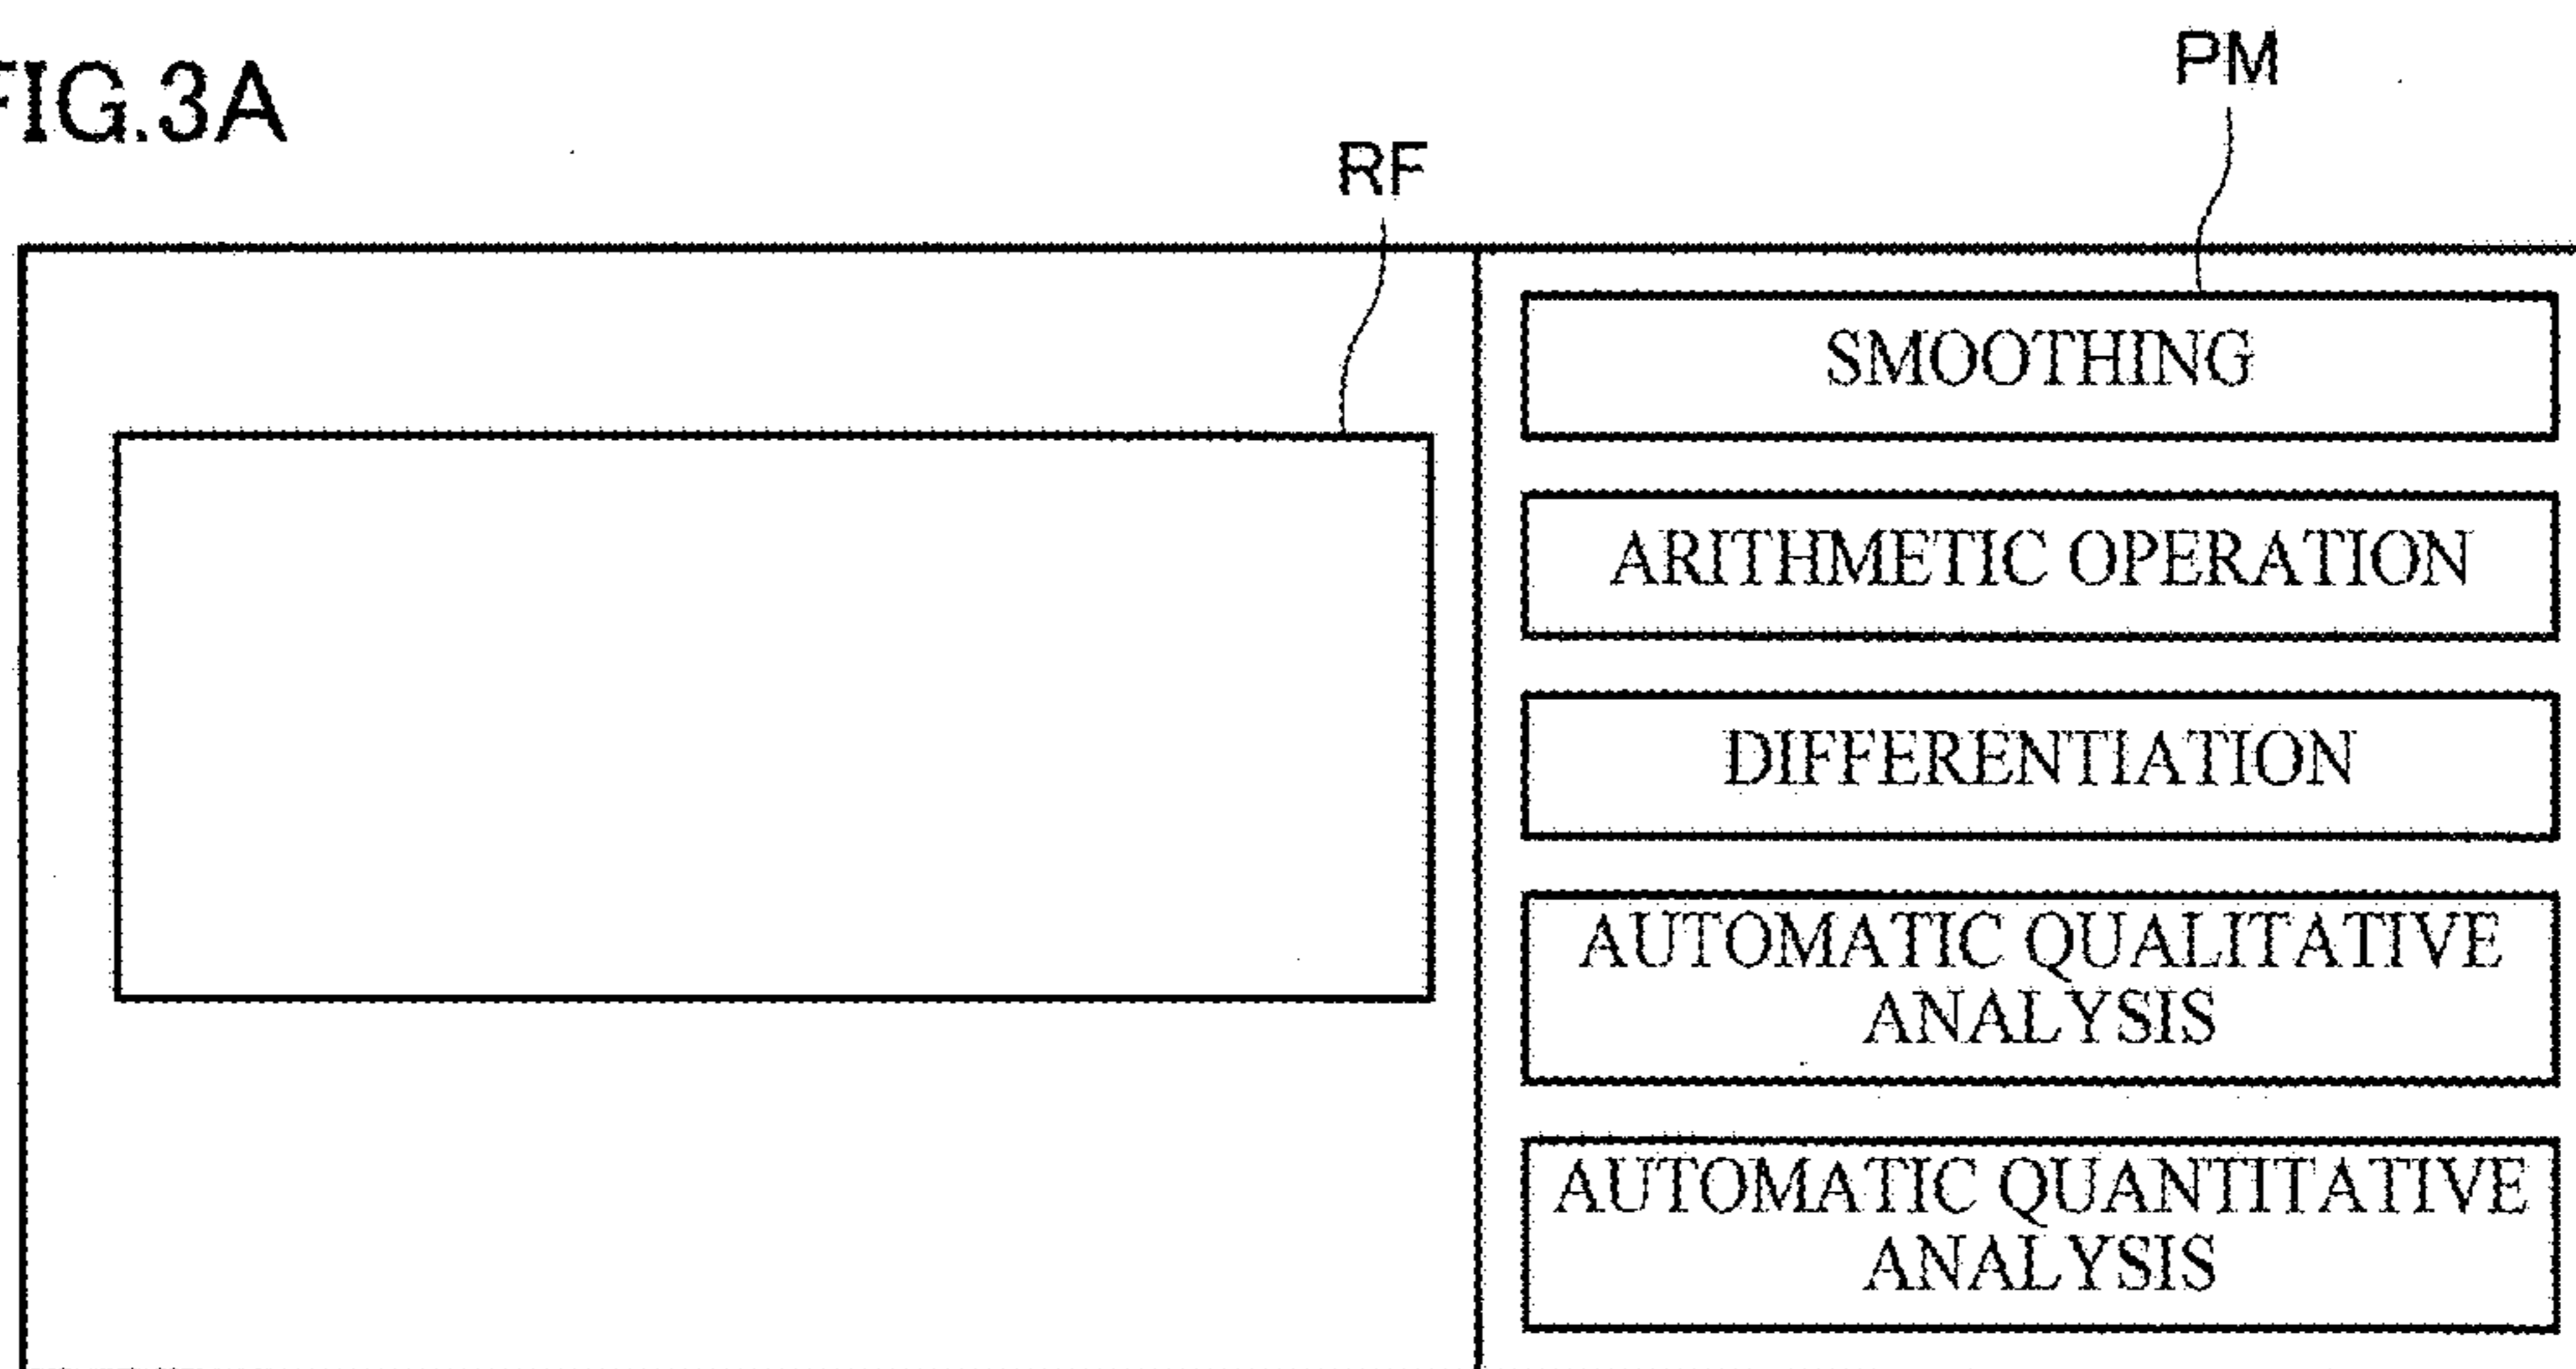 FIG.3A
PM
RF
SMOOTHING
ARITHMETIC OPERATION
DIFFERENTIATION
AUTOMATIC QUALITATIVE
ANALYSIS
AUTOMATIC QUANTITATIVE
ANALYSIS